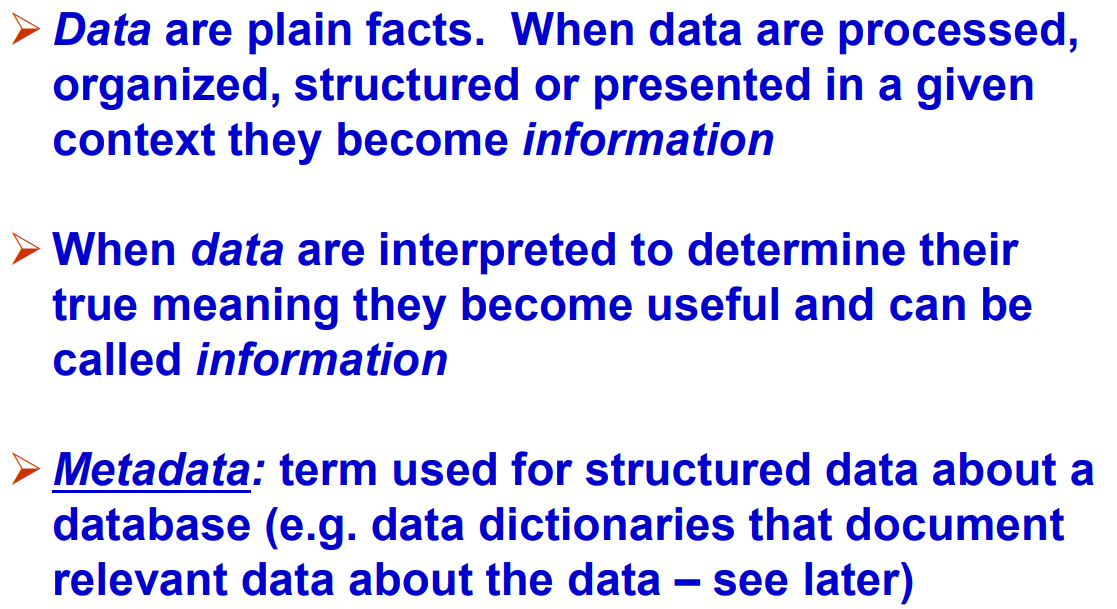 ➢ Data are plain facts.  When data are processed,
organized, structured or presented in a given
context they become information
➢ When data are interpreted to determine their
true meaning they become useful and can be
called information
➢ Metadata: term used for structured data about a
database (e.g. data dictionaries that document
relevant data about the data – see later)